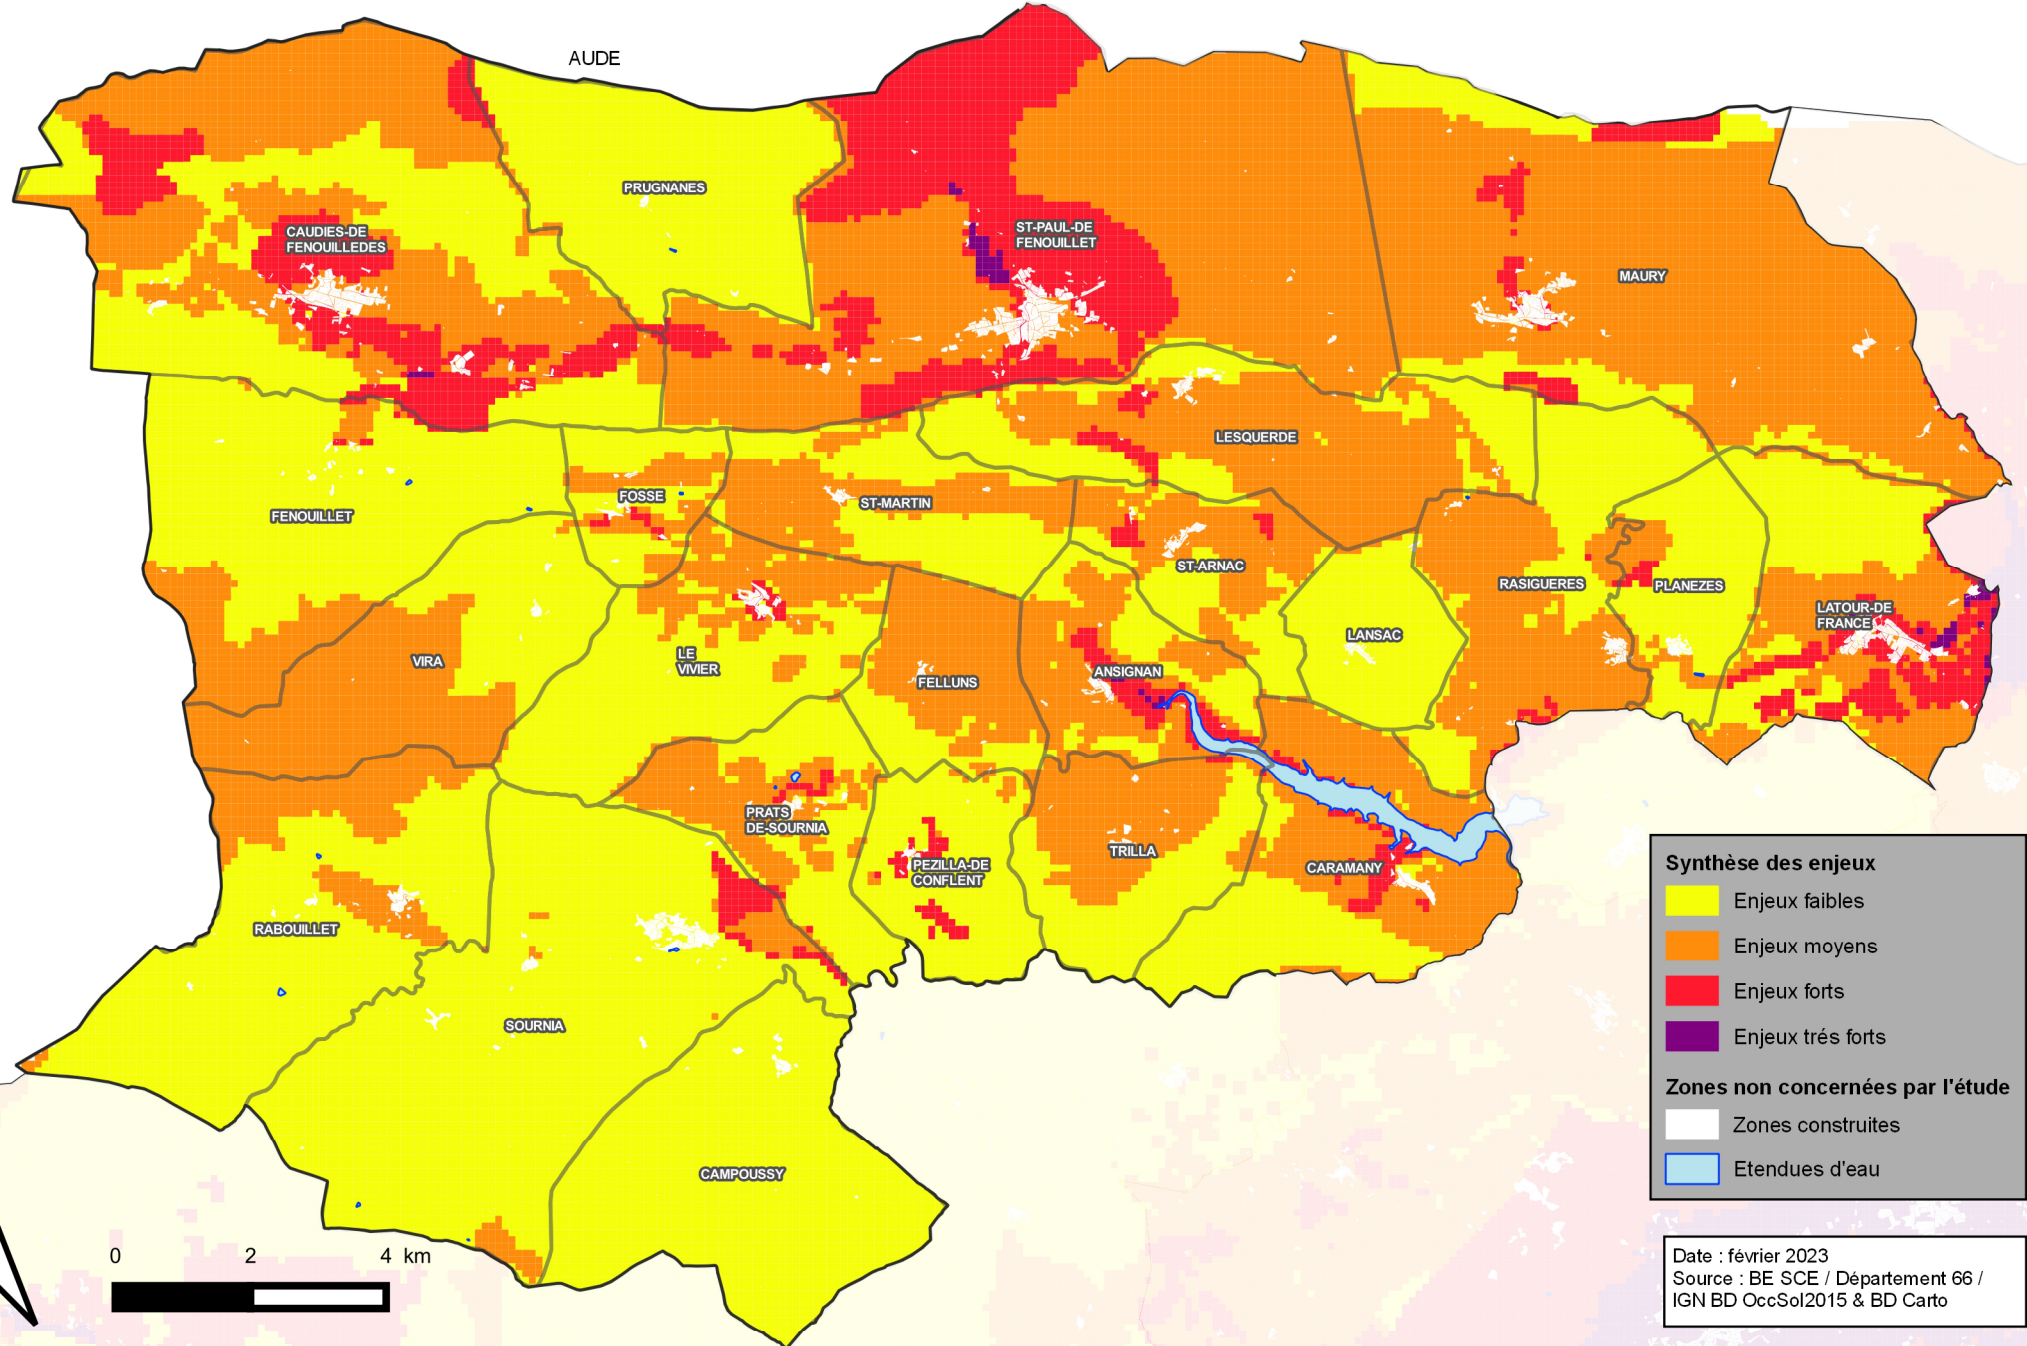 AUDE
PRUGNANES
CAUDIES-DE
FENOUILLEDES
ST-PAUL-DE
FENOUILLET
MAURY
LESQUERDE
FOSSE
ST-MARTIN
FENOUILLET
ST-ARNAC
RASIGUERES
PLANEZES
LATOUR-DE
FRANCE
LANSAC
VIRA
LE
VIVIER
FELLUNS
ANSIGNAN
PRATS
DE-SOURNIA
TRILLA
PEZILLA-DE
CONFLENT
CARAMANY
RABOUILLET
SOURNIA
CAMPOUSSY
0 2 4 km
Synthèse des enjeux
Enjeux faibles
Enjeux moyens
Enjeux forts
Enjeux trés forts
Zones non concernées par l'étude
Zones construites
Etendues d'eau
Date : février 2023
Source : BE SCE / Département 66 /
IGN BD OccSol2015 & BD Carto